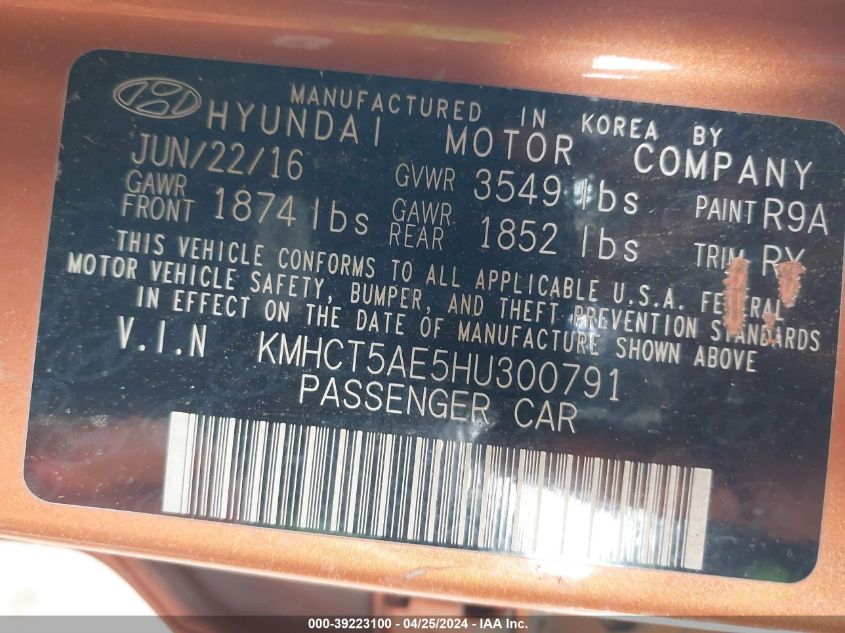 MANUFACTURED IN KOREA BY
HYUNDAI MOTOR COMPANY
JUN/22/16 GVWR 3549 lbs PAINT R9A
GAWR FRONT 1874 lbs GAWR REAR 1852 lbs TRIM RY
THIS VEHICLE CONFORMS TO ALL APPLICABLE U.S.A. FEDERAL
MOTOR VEHICLE SAFETY, BUMPER, AND THEFT PREVENTION STANDARDS
IN EFFECT ON THE DATE OF MANUFACTURE SHOWN ABOVE
V.I.N KMHCT5AE5HU300791
PASSENGER CAR
000-39223100 - 04/25/2024 - IAA Inc.